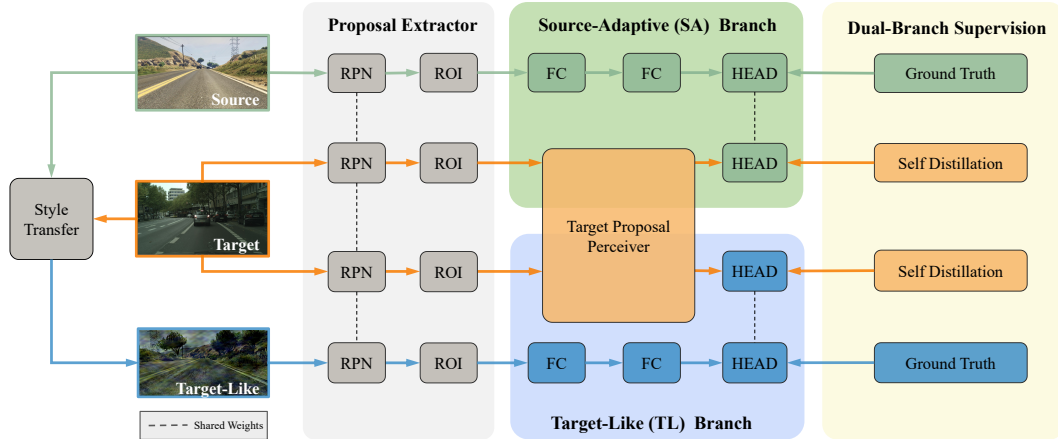 Proposal Extractor
Source-Adaptive (SA) Branch
Dual-Branch Supervision
Source
RPN
ROI
FC
FC
HEAD
Ground Truth
RPN
ROI
HEAD
Self Distillation
Style
Transfer
Target
Target Proposal
Perceiver
RPN
ROI
HEAD
Self Distillation
Target-Like
RPN
ROI
FC
FC
HEAD
Ground Truth
Shared Weights
Target-Like (TL) Branch